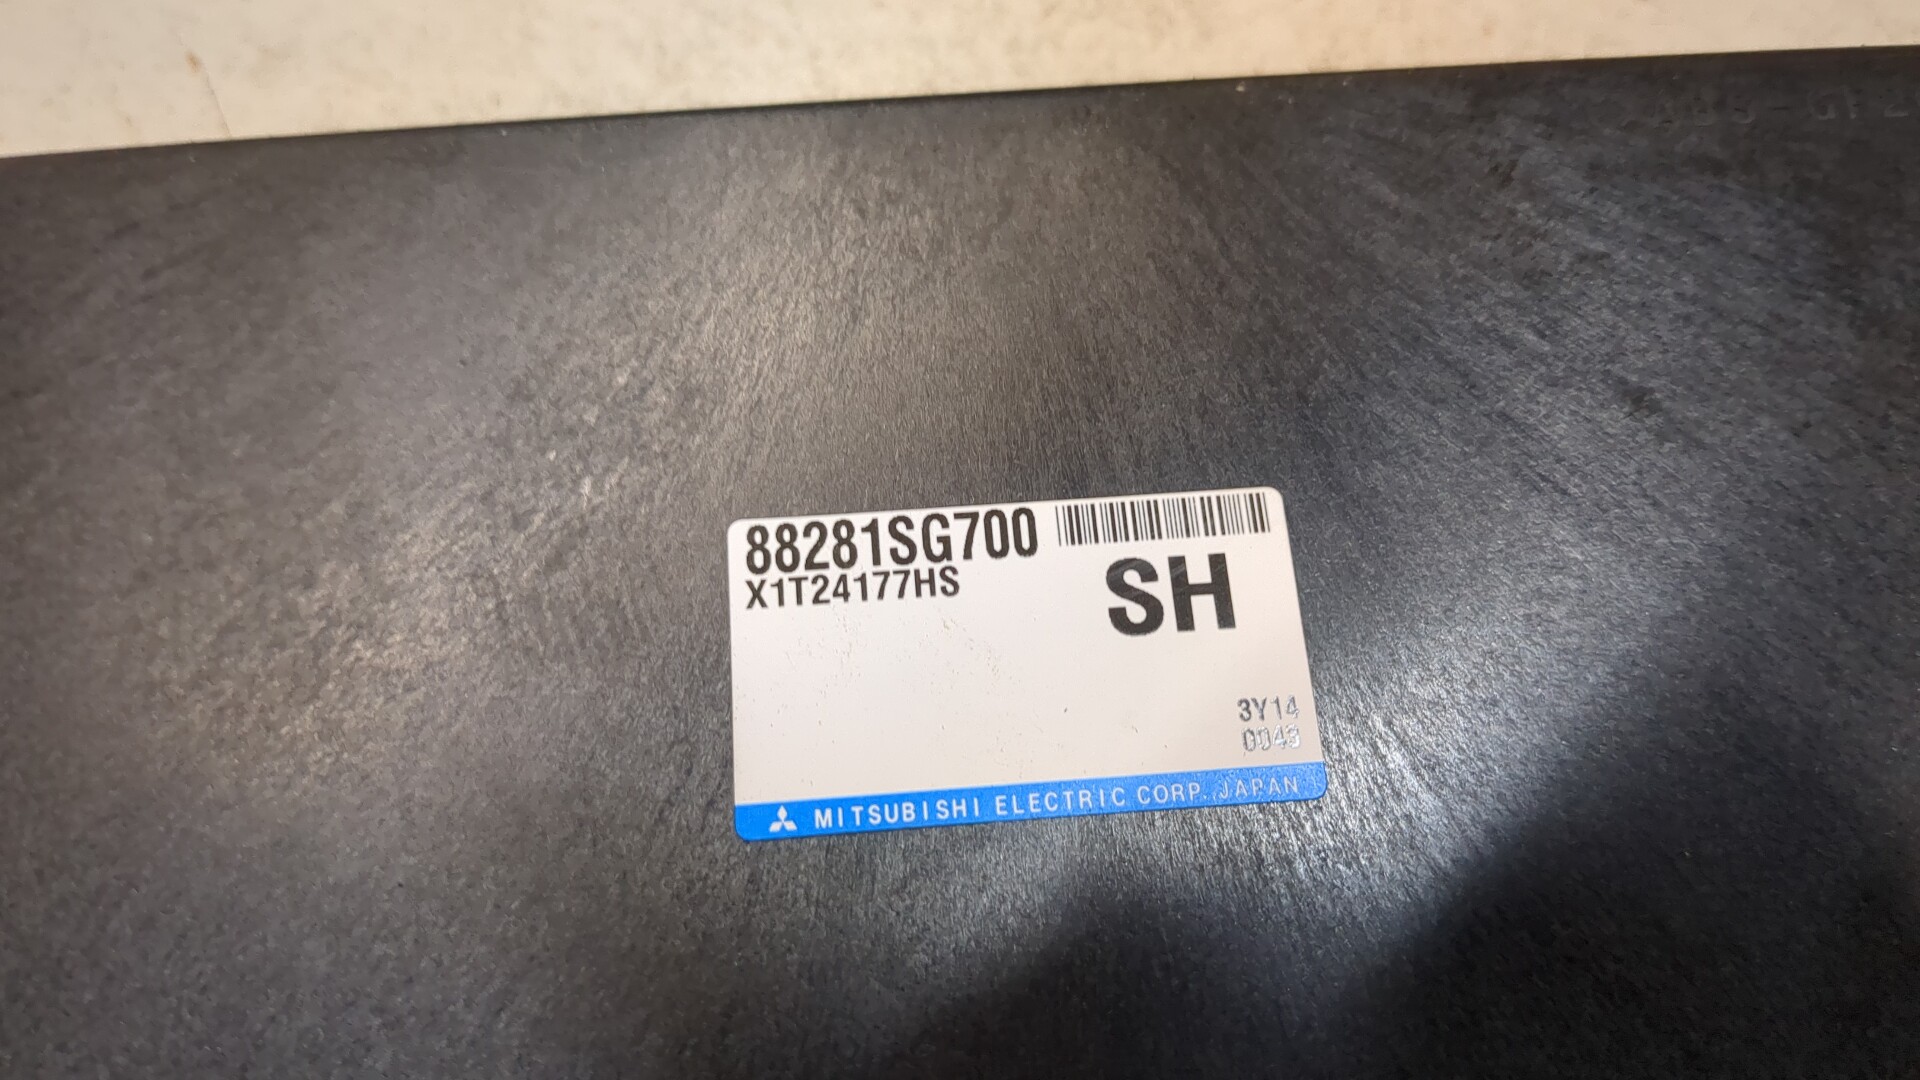 88281SG700
X1T24177HS
SH
3Y14
0043
MITSUBISHI ELECTRIC CORP. JAPAN